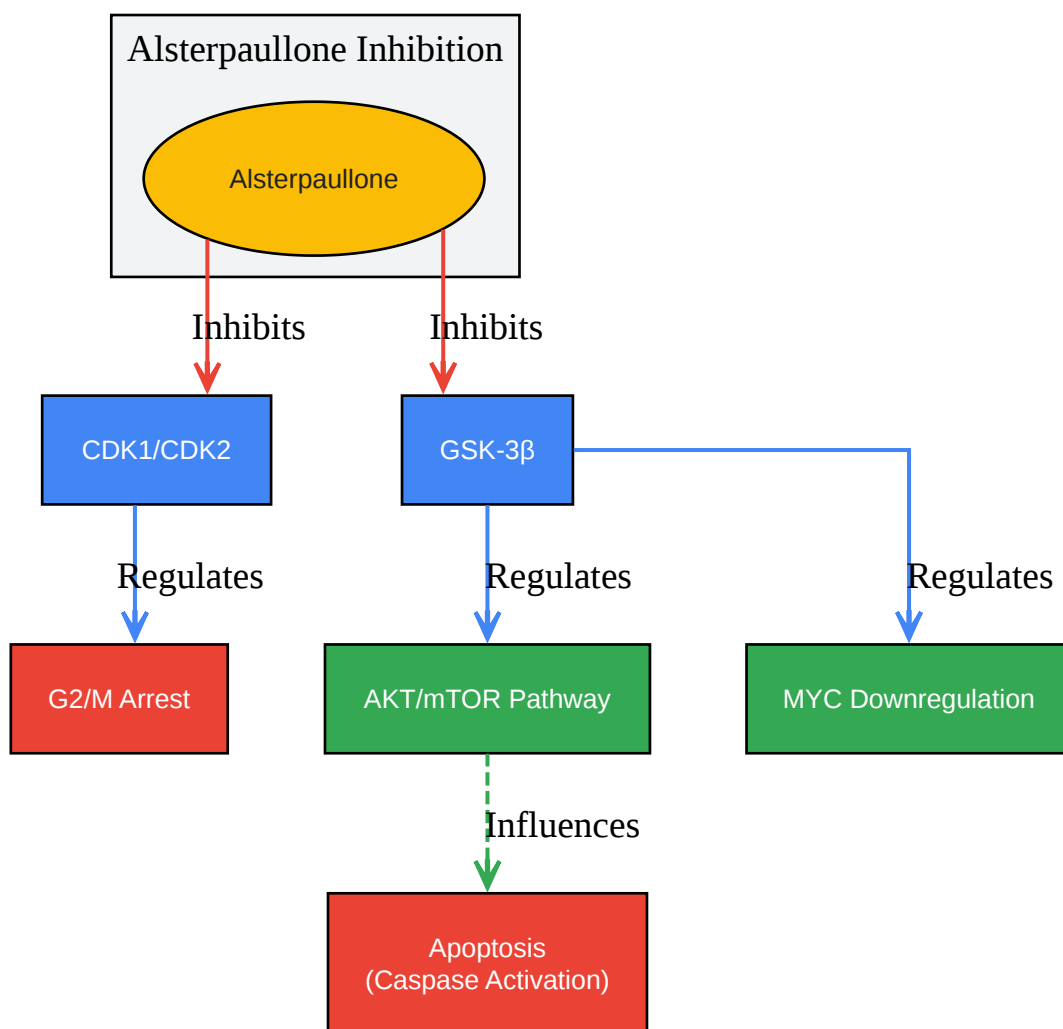 Alsterpaullone Inhibition
Alsterpaullone
Inhibits
Inhibits
CDK1/CDK2
GSK-3β
Regulates
Regulates
Regulates
G2/M Arrest
AKT/mTOR Pathway
MYC Downregulation
Influences
Apoptosis
(Caspase Activation)